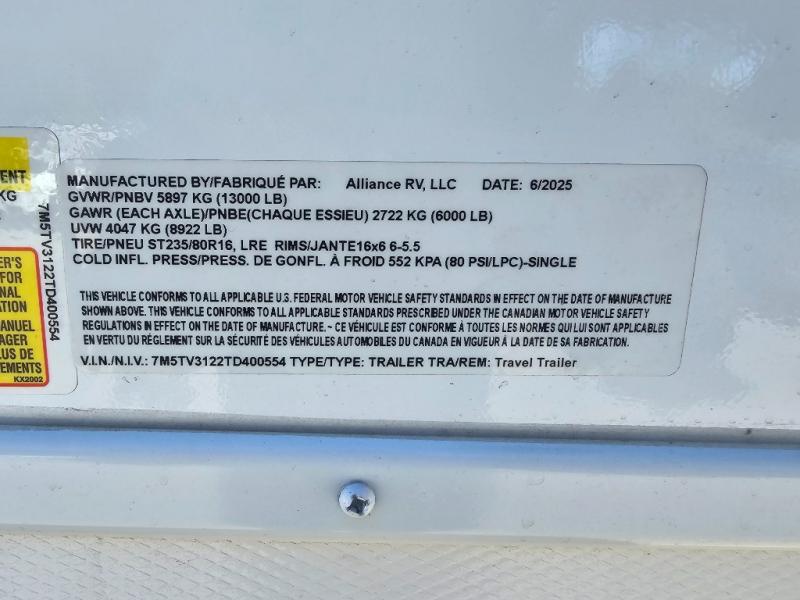 MANUFACTURED BY/FABRIQUÉ PAR: Alliance RV, LLC DATE: 6/2025
GVWR/PNBV 5897 KG (13000 LB)
GAWR (EACH AXLE)/PNBE(CHAQUE ESSIEU) 2722 KG (6000 LB)
UVW 4047 KG (8922 LB)
TIRE/PNEU ST235/80R16, LRE RIMS/JANTE16x6 6-5.5
COLD INFL. PRESS/PRESS. DE GONFL. À FROID 552 KPA (80 PSI/LPC)-SINGLE
THIS VEHICLE CONFORMS TO ALL APPLICABLE U.S. FEDERAL MOTOR VEHICLE SAFETY STANDARDS IN EFFECT ON THE DATE OF MANUFACTURE
SHOWN ABOVE. / THIS VEHICLE CONFORMS TO ALL APPLICABLE STANDARDS PRESCRIBED UNDER THE CANADIAN MOTOR VEHICLE SAFETY
REGULATIONS IN EFFECT ON THE DATE OF MANUFACTURE. ~ CE VÉHICULE EST CONFORME À TOUTES LES NORMES QUI LUI SONT APPLICABLES
EN VERTU DU RÉGLEMENT SUR LA SÉCURITÉ DES VÉHICULES AUTOMOBILES DU CANADA EN VIGUEUR À LA DATE DE SA FABRICATION.
V.I.N./N.I.V.: 7M5TV3122TD400554 TYPE/TYPE: TRAILER TRA/REM: Travel Trailer
7M5TV3122TD400554
KG
KX2002